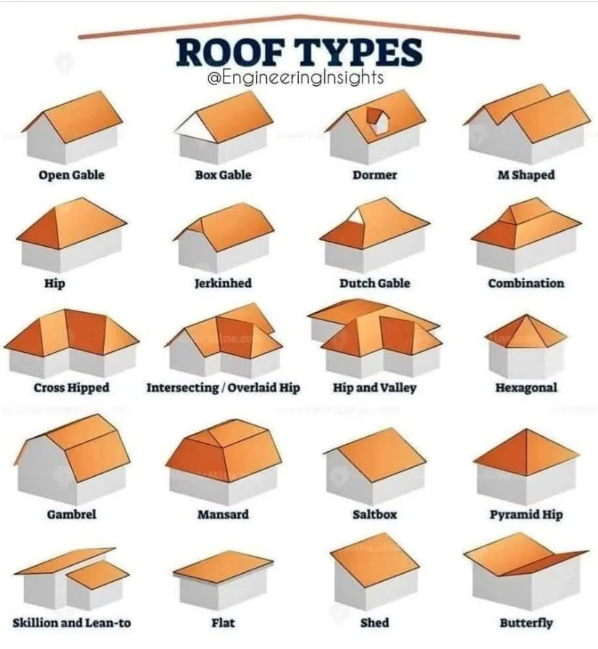 ROOF TYPES
@EngineeringInsights
Open Gable
Box Gable
Dormer
M Shaped
Hip
Jerkinhed
Dutch Gable
Combination
Cross Hipped
Intersecting / Overlaid Hip
Hip and Valley
Hexagonal
Gambrel
Mansard
Saltbox
Pyramid Hip
Skillion and Lean-to
Flat
Shed
Butterfly